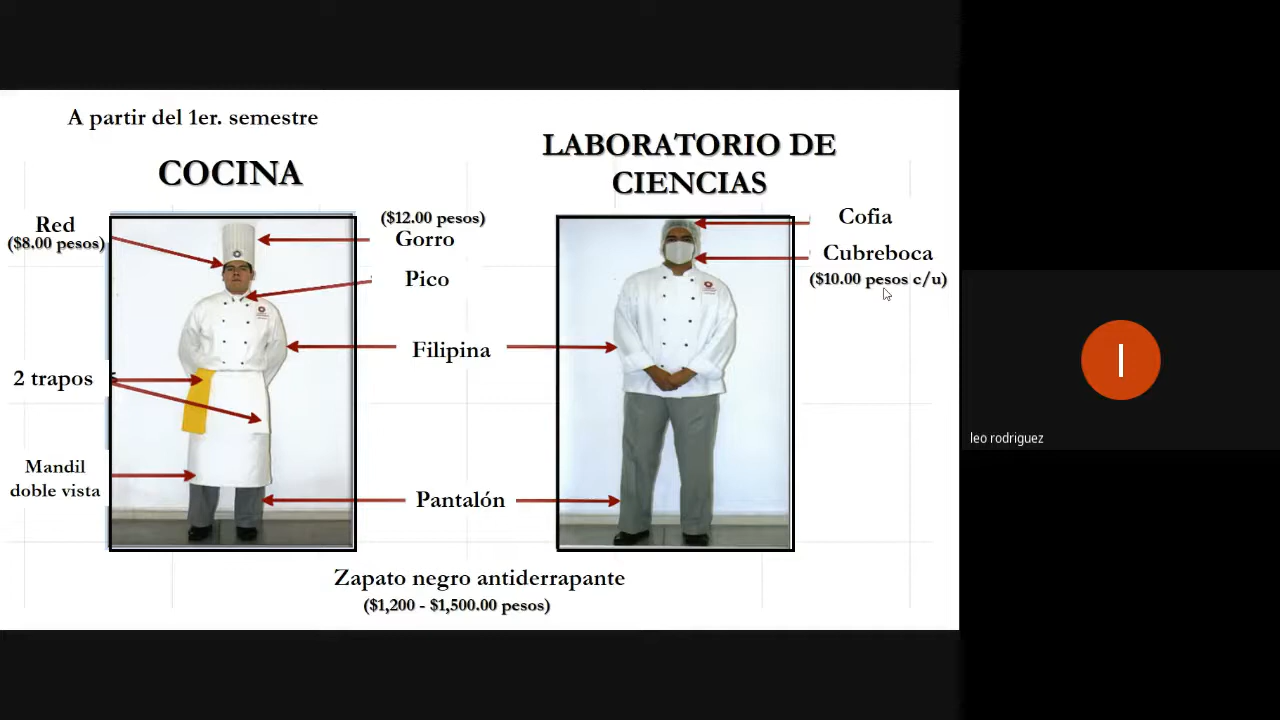 A partir del 1er. semestre
COCINA
LABORATORIO DE
CIENCIAS
Red
($8.00 pesos)
($12.00 pesos)
Gorro
Pico
Filipina
2 trapos
Mandil
doble vista
Pantalón
Cofia
Cubreboca
($10.00 pesos c/u)
Zapato negro antiderrapante
($1,200 - $1,500.00 pesos)
l
leo rodriguez